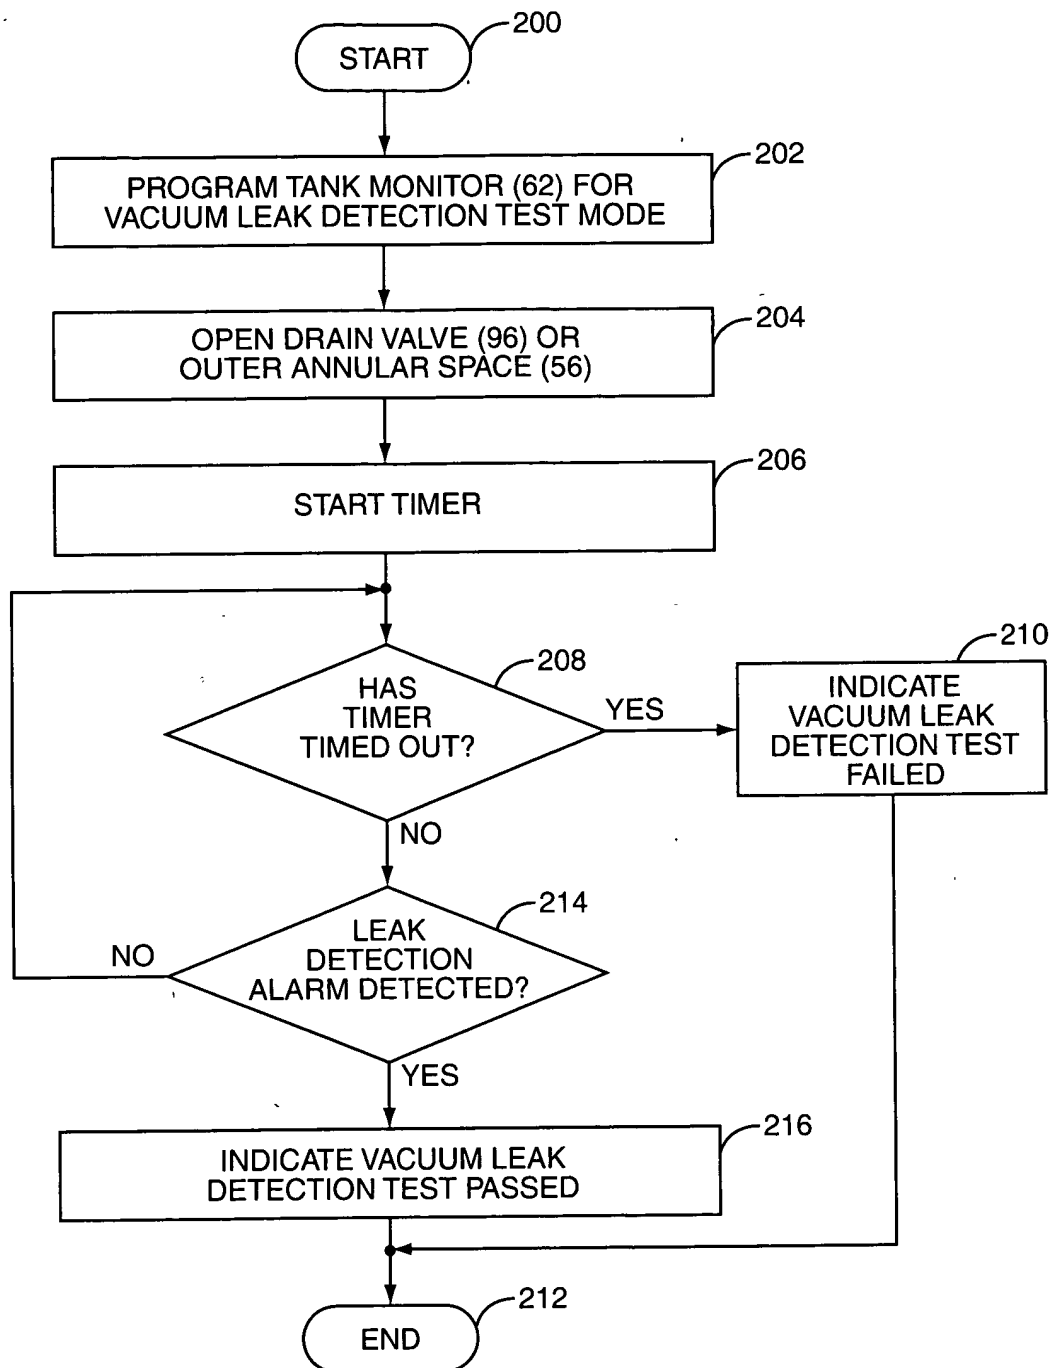 200
START
202
PROGRAM TANK MONITOR (62) FOR
VACUUM LEAK DETECTION TEST MODE
204
OPEN DRAIN VALVE (96) OR
OUTER ANNULAR SPACE (56)
206
START TIMER
208
HAS
TIMER
TIMED OUT?
YES
210
INDICATE
VACUUM LEAK
DETECTION TEST
FAILED
NO
214
LEAK
DETECTION
ALARM DETECTED?
NO
YES
216
INDICATE VACUUM LEAK
DETECTION TEST PASSED
212
END